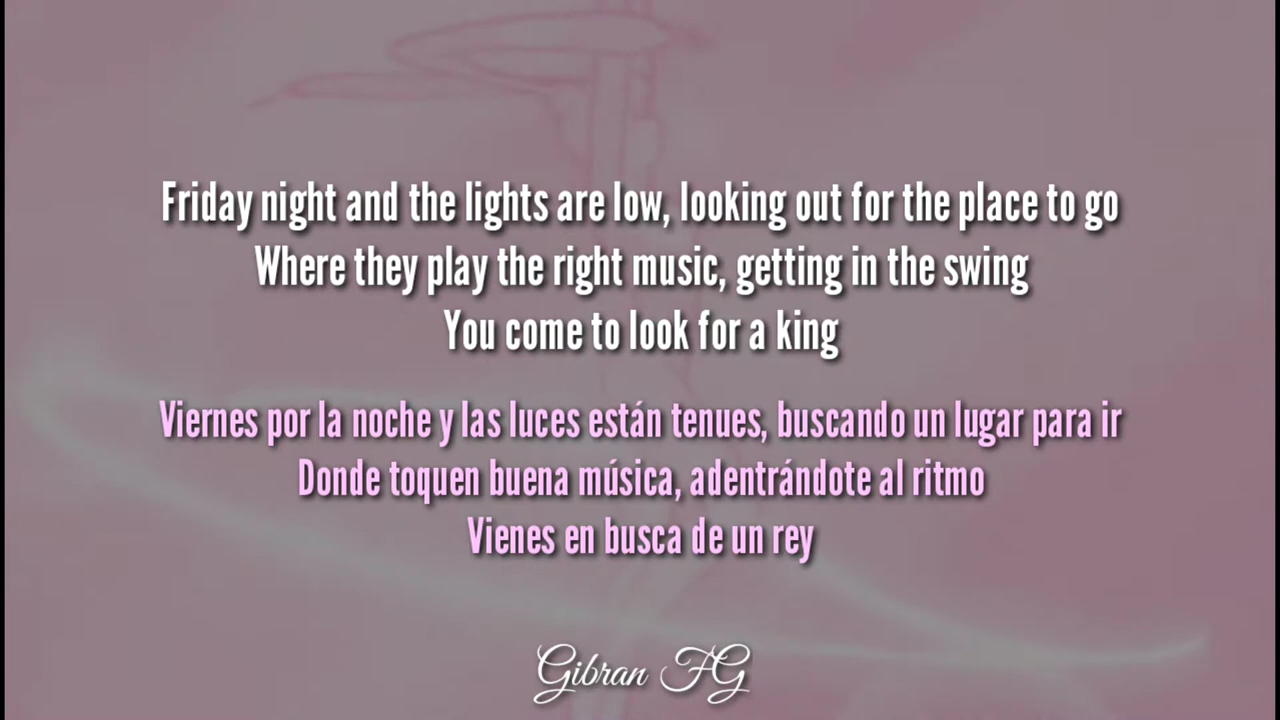 Friday night and the lights are low, looking out for the place to go
Where they play the right music, getting in the swing
You come to look for a king
Viernes por la noche y las luces están tenues, buscando un lugar para ir
Donde toquen buena música, adentrándote al ritmo
Vienes en busca de un rey
Gibran FG